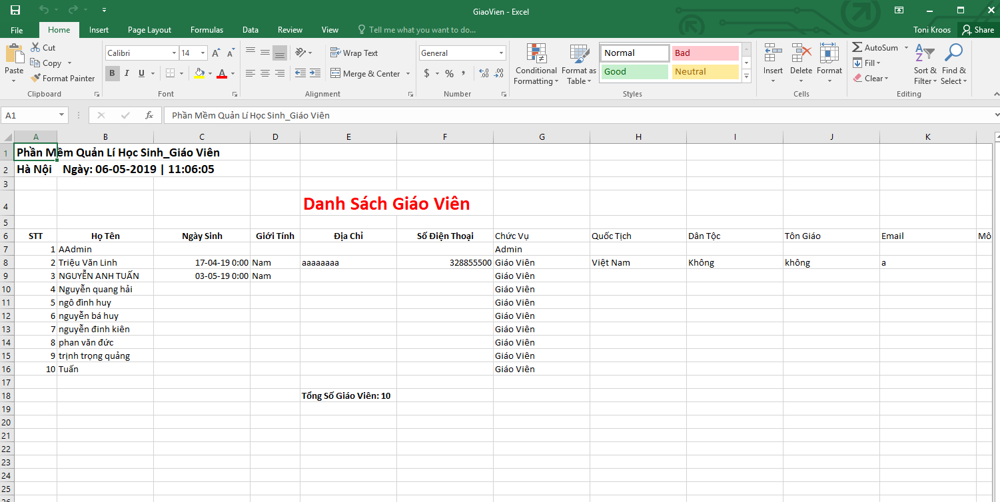 GiaoVien - Excel
File Home Insert Page Layout Formulas Data Review View Tell me what you want to do... Toni Kroos Share
Paste Cut Copy Format Painter Clipboard
Calibri 14 A A B I U A Font
Wrap Text Merge & Center Alignment
General $ % , .0 .00 .00 .0 Number
Conditional Formatting Format as Table Normal Bad Good Neutral Styles
Insert Delete Format Cells
AutoSum Fill Clear Sort & Filter Find & Select Editing
A1 fx Phần Mềm Quản Lí Học Sinh_Giáo Viên
A B C D E F G H I J K
1 Phần Mềm Quản Lí Học Sinh_Giáo Viên
2 Hà Nội Ngày: 06-05-2019 | 11:06:05
3
4 Danh Sách Giáo Viên
5
6 STT Họ Tên Ngày Sinh Giới Tính Địa Chỉ Số Điện Thoại Chức Vụ Quốc Tịch Dân Tộc Tôn Giáo Email Mô
7 1 AAdmin Admin
8 2 Triệu Văn Linh 17-04-19 0:00 Nam aaaaaaaa 328855500 Giáo Viên Việt Nam Không không a
9 3 NGUYỄN ANH TUẤN 03-05-19 0:00 Nam Giáo Viên
10 4 Nguyễn quang hải Giáo Viên
11 5 ngô đình huy Giáo Viên
12 6 nguyễn bá huy Giáo Viên
13 7 nguyễn đinh kiên Giáo Viên
14 8 phan văn đức Giáo Viên
15 9 trịnh trọng quảng Giáo Viên
16 10 Tuấn Giáo Viên
17
18 Tổng Số Giáo Viên: 10
19
20
21
22
23
24
25